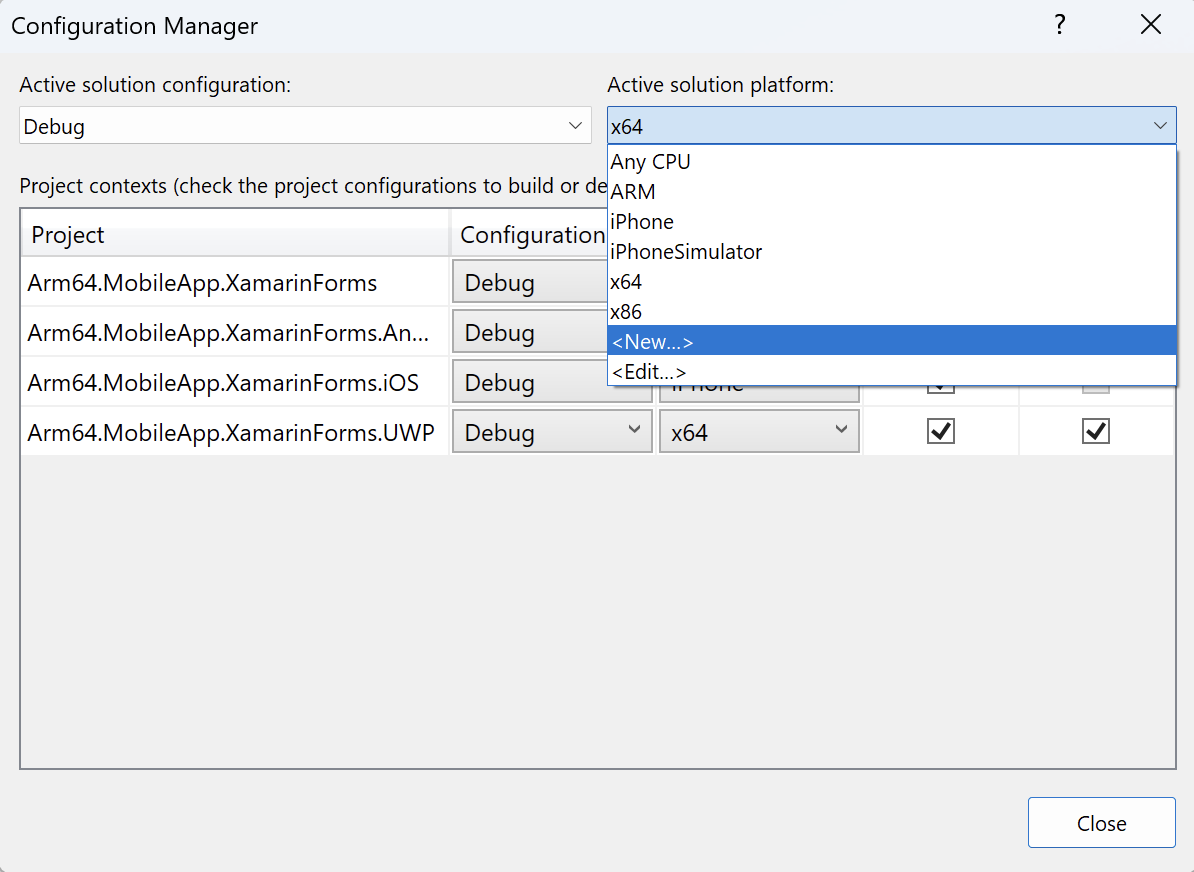 Configuration Manager
?
Active solution configuration:
Active solution platform:
Debug
x64
Any CPU
ARM
iPhone
iPhoneSimulator
x64
x86
<New...>
<Edit...>
Project contexts (check the project configurations to build or de
Project
Configuration
Arm64.MobileApp.XamarinForms
Debug
Arm64.MobileApp.XamarinForms.An...
Debug
Arm64.MobileApp.XamarinForms.iOS
Debug
iPhone
Arm64.MobileApp.XamarinForms.UWP
Debug
x64
Close